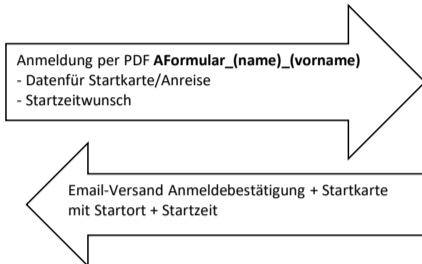 Anmeldung per PDF AFormular_(name)_(vorname)
- Datenfür Startkarte/Anreise
- Startzeitwunsch
Email-Versand Anmeldebestätigung + Startkarte
mit Startort + Startzeit